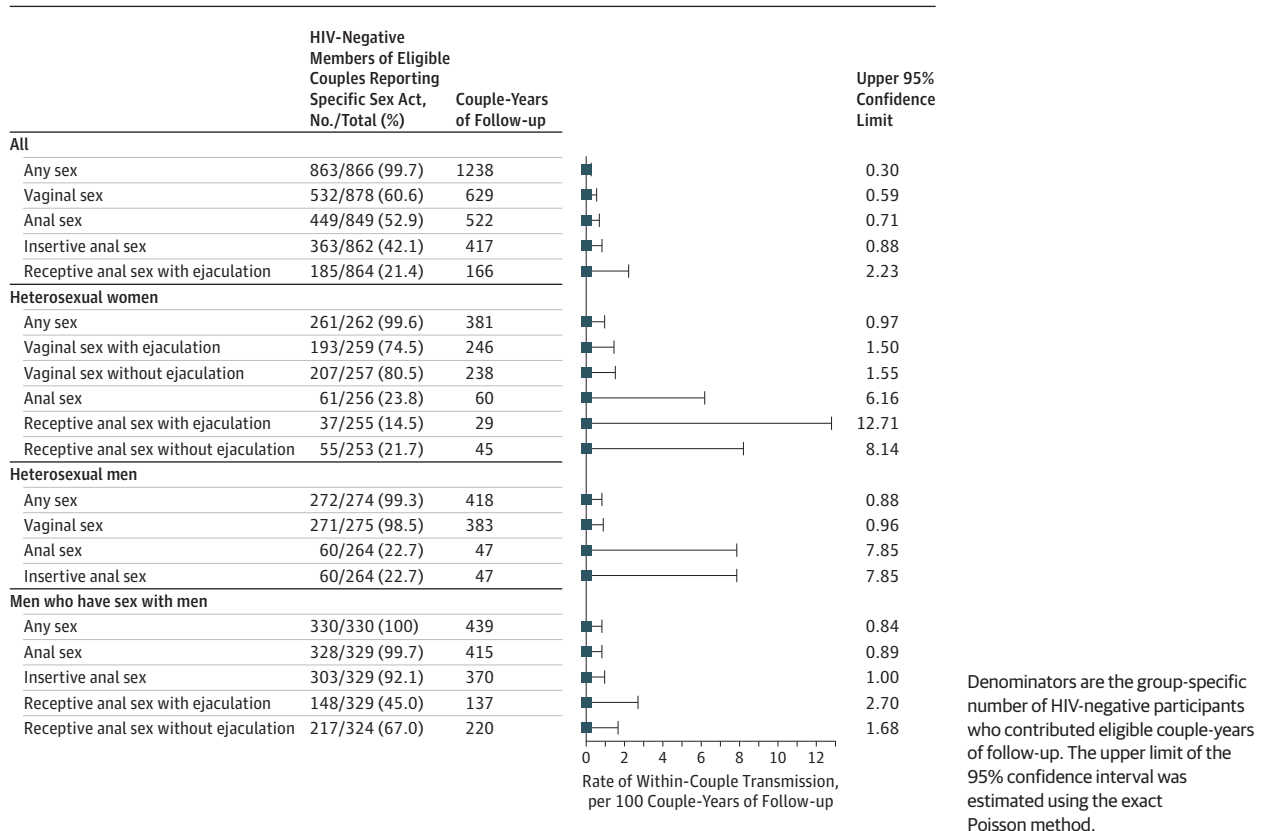 HIV-Negative
Members of Eligible
Couples Reporting
Specific Sex Act,
No./Total (%)
Couple-Years
of Follow-up
Upper 95%
Confidence
Limit
All
Any sex 863/866 (99.7) 1238 0.30
Vaginal sex 532/878 (60.6) 629 0.59
Anal sex 449/849 (52.9) 522 0.71
Insertive anal sex 363/862 (42.1) 417 0.88
Receptive anal sex with ejaculation 185/864 (21.4) 166 2.23
Heterosexual women
Any sex 261/262 (99.6) 381 0.97
Vaginal sex with ejaculation 193/259 (74.5) 246 1.50
Vaginal sex without ejaculation 207/257 (80.5) 238 1.55
Anal sex 61/256 (23.8) 60 6.16
Receptive anal sex with ejaculation 37/255 (14.5) 29 12.71
Receptive anal sex without ejaculation 55/253 (21.7) 45 8.14
Heterosexual men
Any sex 272/274 (99.3) 418 0.88
Vaginal sex 271/275 (98.5) 383 0.96
Anal sex 60/264 (22.7) 47 7.85
Insertive anal sex 60/264 (22.7) 47 7.85
Men who have sex with men
Any sex 330/330 (100) 439 0.84
Anal sex 328/329 (99.7) 415 0.89
Insertive anal sex 303/329 (92.1) 370 1.00
Receptive anal sex with ejaculation 148/329 (45.0) 137 2.70
Receptive anal sex without ejaculation 217/324 (67.0) 220 1.68
0 2 4 6 8 10 12
Rate of Within-Couple Transmission,
per 100 Couple-Years of Follow-up
Denominators are the group-specific
number of HIV-negative participants
who contributed eligible couple-years
of follow-up. The upper limit of the
95% confidence interval was
estimated using the exact
Poisson method.